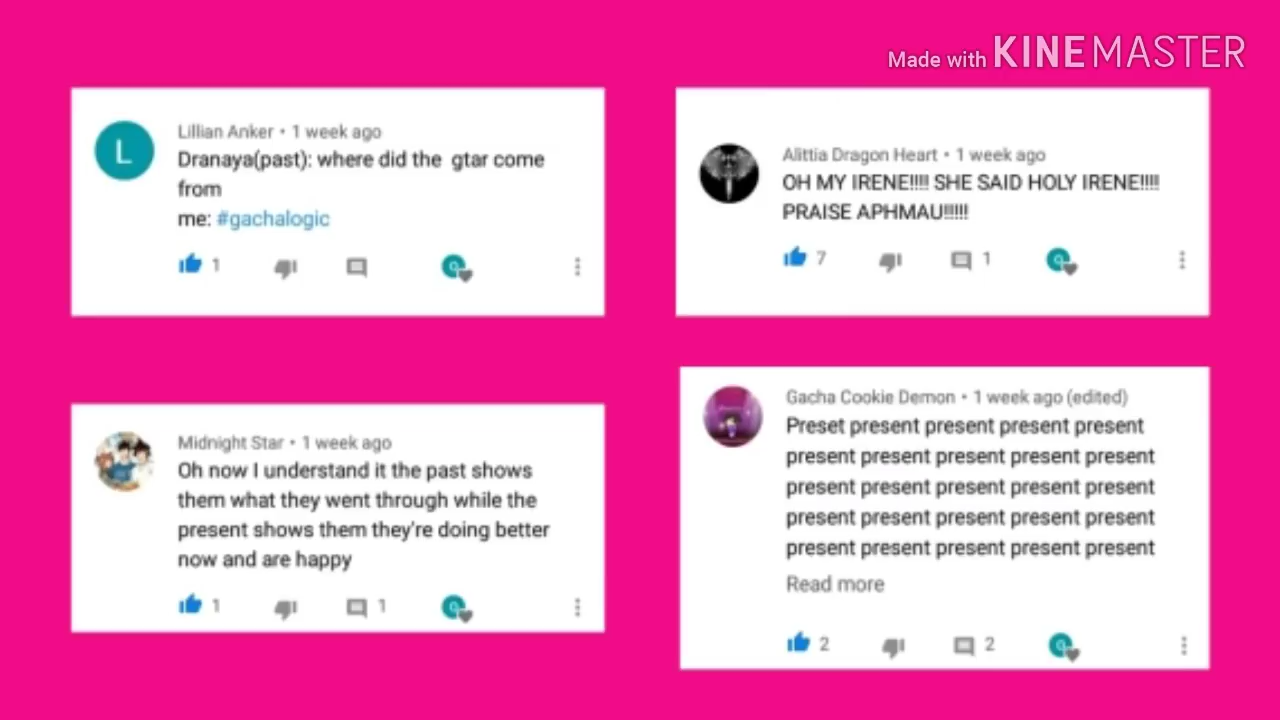 Made with KINEMASTER
L
Lillian Anker • 1 week ago
Dranaya(past): where did the gtar come
from
me: #gachalogic
1
Alittia Dragon Heart • 1 week ago
OH MY IRENE!!!! SHE SAID HOLY IRENE!!!!
PRAISE APHMAU!!!!!
7 1
Midnight Star • 1 week ago
Oh now I understand it the past shows
them what they went through while the
present shows them they're doing better
now and are happy
1 1
Gacha Cookie Demon • 1 week ago (edited)
Preset present present present present
present present present present present
present present present present present
present present present present present
present present present present present
Read more
2 2